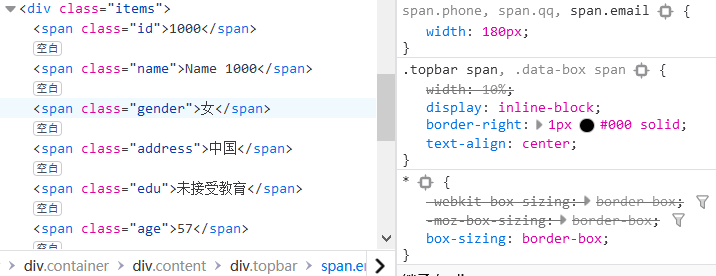 <div class="items">
<span class="id">1000</span>
空白
<span class="name">Name 1000</span>
空白
<span class="gender">女</span>
空白
<span class="address">中国</span>
空白
<span class="edu">未接受教育</span>
空白
<span class="age">57</span>
空白
div.container
div.content
div.topbar
span.em
span.phone, span.qq, span.email {
width: 180px;
}
.topbar span, .data-box span {
width: 10%;
display: inline-block;
border-right: 1px #000 solid;
text-align: center;
}
* {
-webkit-box-sizing: border-box;
-moz-box-sizing: border-box;
box-sizing: border-box;
}